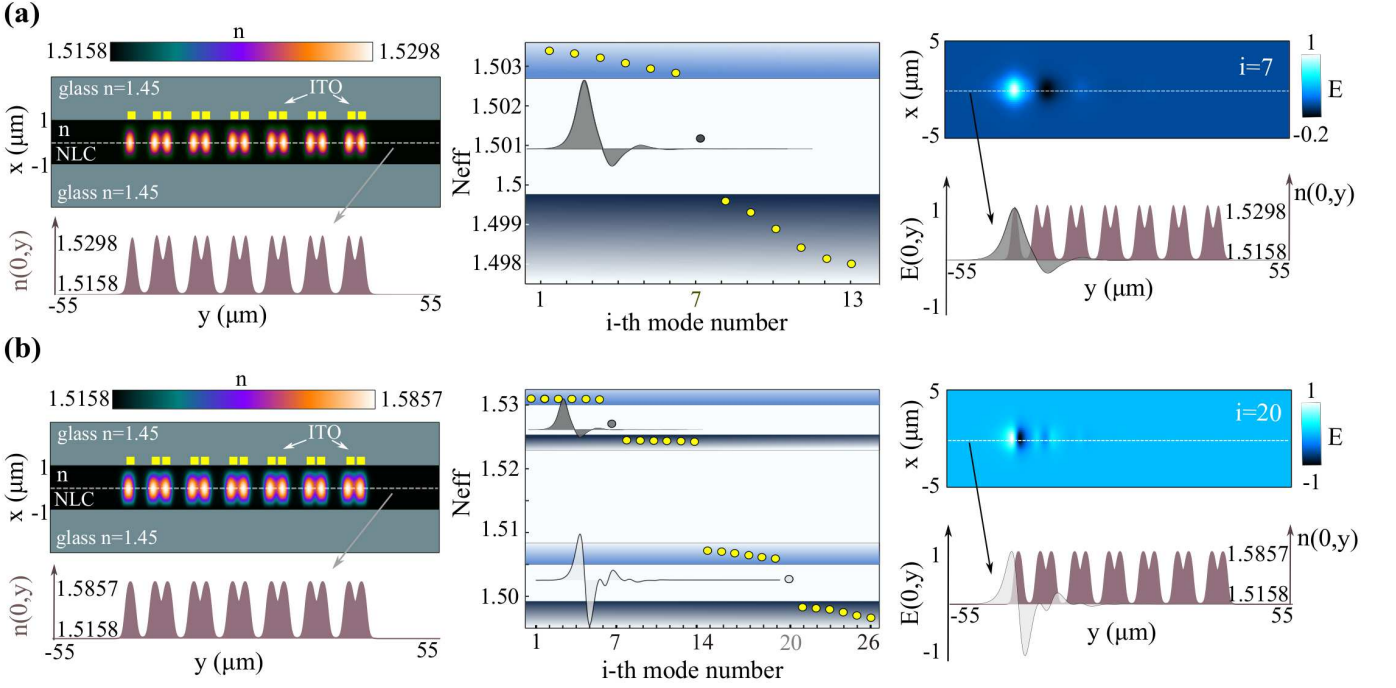 (a)
n
1.5158 1.5298
glass n=1.45
ITO
1
n
NLC
-1
x (μm)
glass n=1.45
n(0,y)
1.5298
1.5158
-55 55
y (μm)
Neff
1.503
1.502
1.501
1.5
1.499
1.498
1 7 13
i-th mode number
5
x (μm)
-5
i=7
1
E
-0.2
E(0,y)
1
-1
n(0,y)
1.5298
1.5158
-55 55
y (μm)
(b)
n
1.5158 1.5857
glass n=1.45
ITO
1
n
NLC
-1
x (μm)
glass n=1.45
n(0,y)
1.5857
1.5158
-55 55
y (μm)
Neff
1.53
1.52
1.51
1.50
1 7 14 20 26
i-th mode number
5
x (μm)
-5
i=20
1
E
-1
E(0,y)
1
-1
n(0,y)
1.5857
1.5158
-55 55
y (μm)